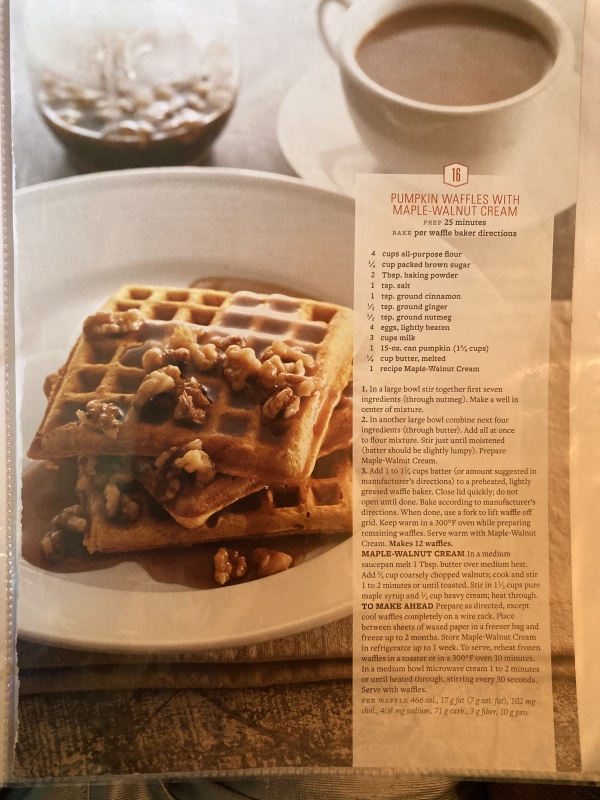 16
PUMPKIN WAFFLES WITH
MAPLE-WALNUT CREAM
PREP 25 minutes
BAKE per waffle baker directions
4 cups all-purpose flour
¼ cup packed brown sugar
2 Tbsp. baking powder
1 tsp. salt
1 tsp. ground cinnamon
½ tsp. ground ginger
½ tsp. ground nutmeg
4 eggs, lightly beaten
3 cups milk
1 15-oz. can pumpkin (1¾ cups)
¼ cup butter, melted
1 recipe Maple-Walnut Cream
1. In a large bowl stir together first seven
ingredients (through nutmeg). Make a well in
center of mixture.
2. In another large bowl combine next four
ingredients (through butter). Add all at once
to flour mixture. Stir just until moistened
(batter should be slightly lumpy). Prepare
Maple-Walnut Cream.
3. Add 1 to 1½ cups batter (or amount suggested in
manufacturer's directions) to a preheated, lightly
greased waffle baker. Close lid quickly; do not
open until done. Bake according to manufacturer's
directions. When done, use a fork to lift waffle off
grid. Keep warm in a 300°F oven while preparing
remaining waffles. Serve warm with Maple-Walnut
Cream. Makes 12 waffles.
MAPLE-WALNUT CREAM In a medium
saucepan melt 1 Tbsp. butter over medium heat.
Add ¾ cup coarsely chopped walnuts; cook and stir
1 to 2 minutes or until toasted. Stir in 1½ cups pure
maple syrup and ½ cup heavy cream; heat through.
TO MAKE AHEAD Prepare as directed, except
cool waffles completely on a wire rack. Place
between sheets of waxed paper in a freezer bag and
freeze up to 2 months. Store Maple-Walnut Cream
in refrigerator up to 1 week. To serve, reheat frozen
waffles in a toaster or in a 300°F oven 10 minutes.
In a medium bowl microwave cream 1 to 2 minutes
or until heated through, stirring every 30 seconds.
Serve with waffles.
PER WAFFLE 466 cal., 17 g fat (7 g sat. fat), 102 mg
chol., 408 mg sodium, 71 g carb., 3 g fiber, 10 g pro.